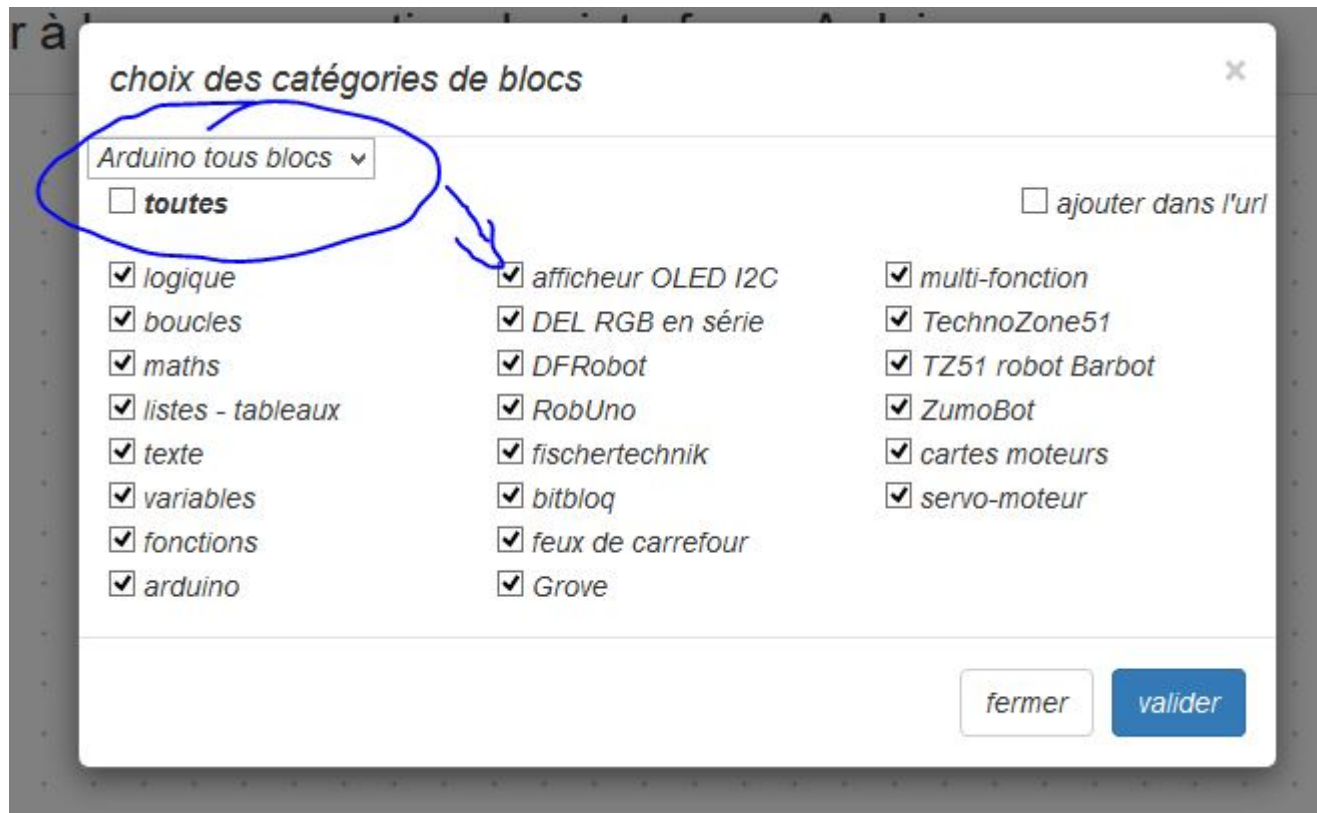 r à
choix des catégories de blocs
×
Arduino tous blocs
toutes
ajouter dans l'url
logique
boucles
maths
listes - tableaux
texte
variables
fonctions
arduino
afficheur OLED I2C
DEL RGB en série
DFRobot
RobUno
fischertechnik
bitbloq
feux de carrefour
Grove
multi-fonction
TechnoZone51
TZ51 robot Barbot
ZumoBot
cartes moteurs
servo-moteur
fermer
valider